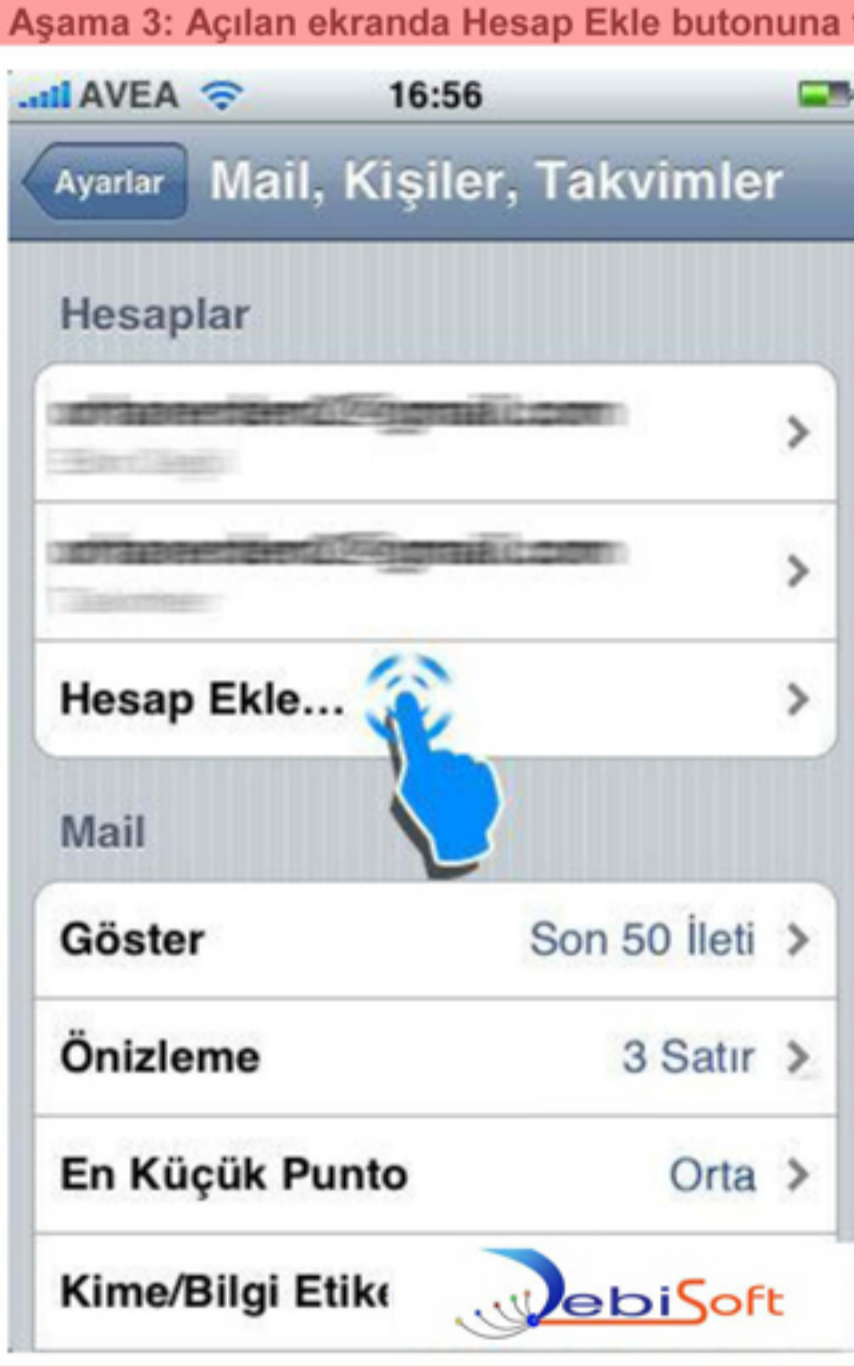 Aşama 3: Açılan ekranda Hesap Ekle butonuna
AVEA 16:56
Ayarlar Mail, Kişiler, Takvimler
Hesaplar
Hesap Ekle...
Mail
Göster Son 50 İleti
Önizleme 3 Satır
En Küçük Punto Orta
Kime/Bilgi Etike
DebiSoft